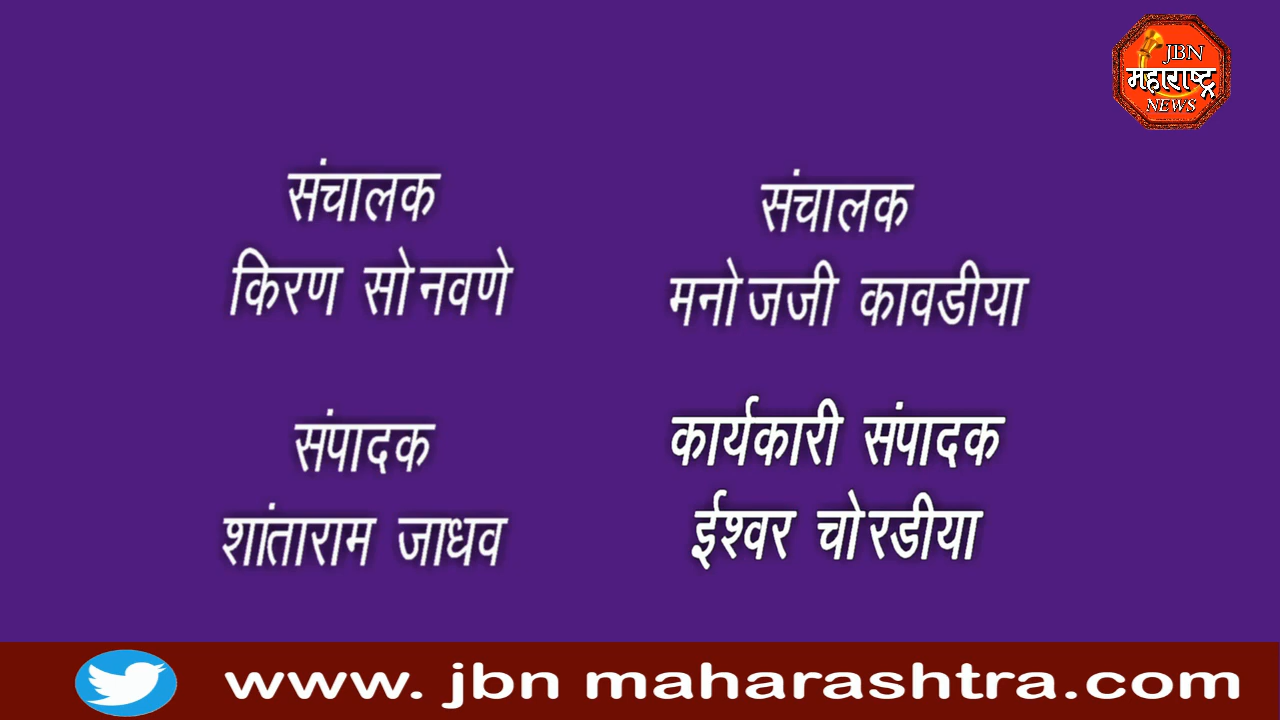 JBN
महाराष्ट्र
NEWS
संचालक
किरण सोनवणे
संचालक
मनोजजी कावडीया
संपादक
शांताराम जाधव
कार्यकारी संपादक
ईश्वर चोरडीया
www. jbn maharashtra.com